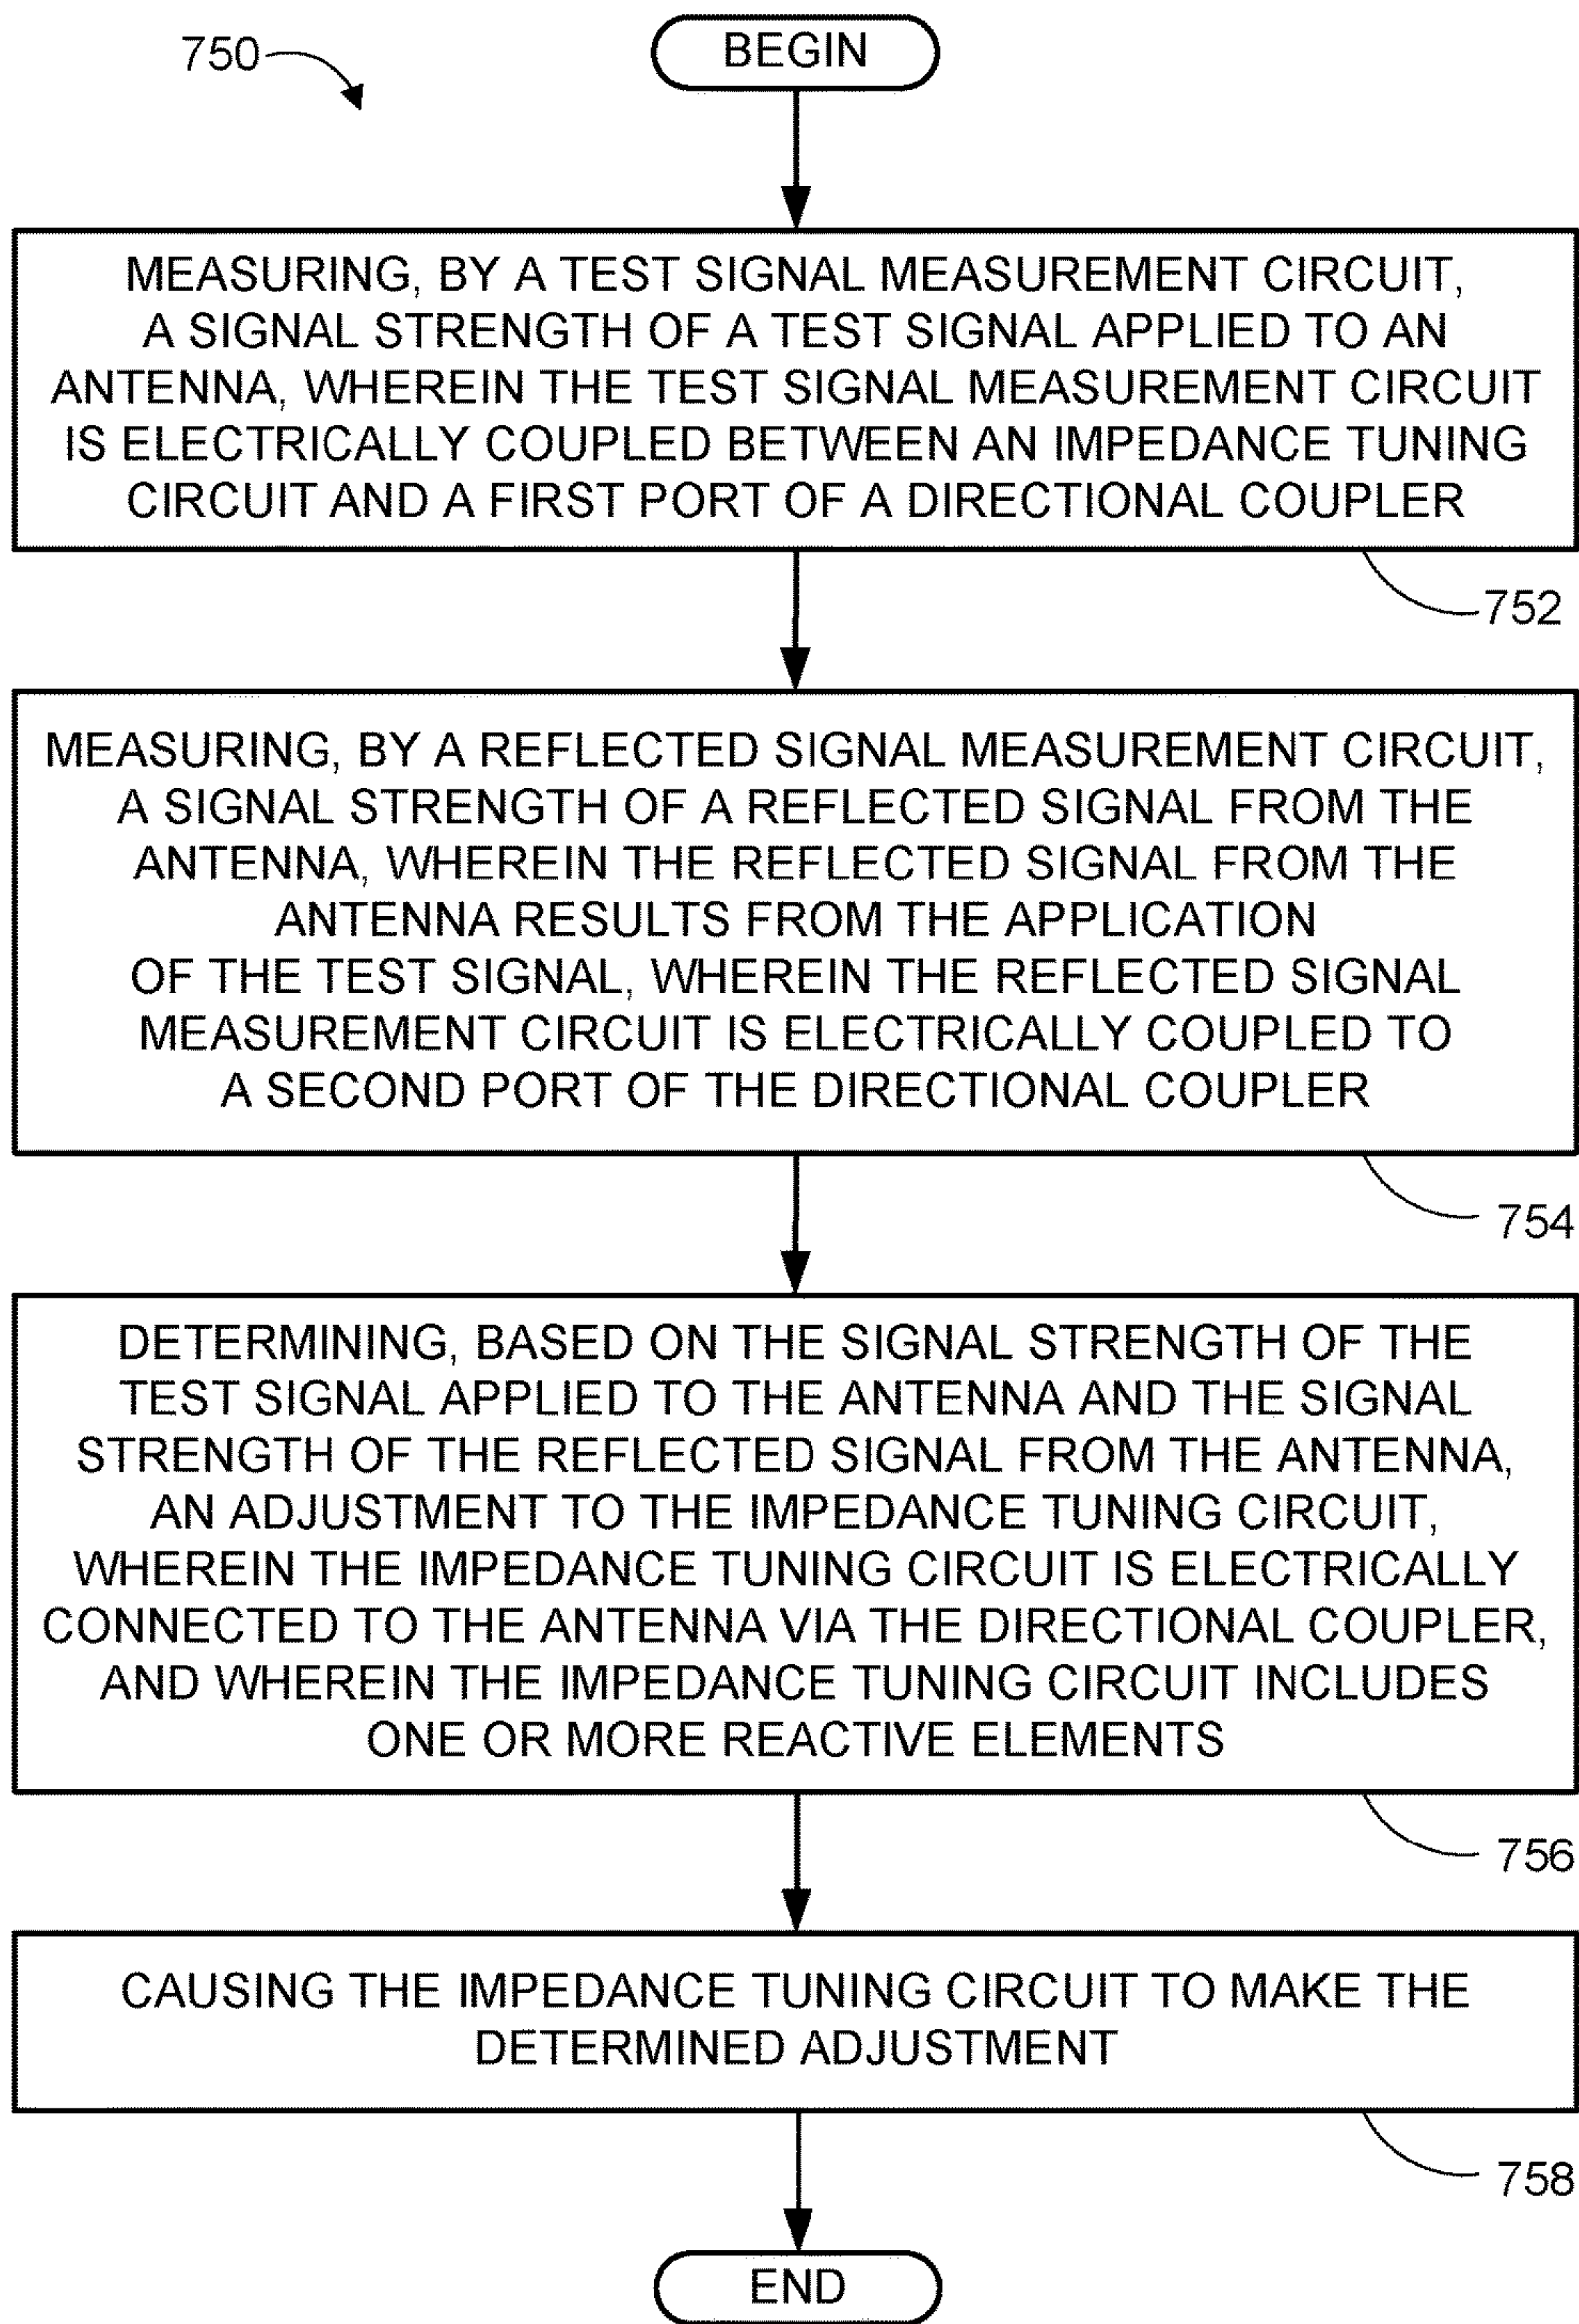 750
BEGIN
MEASURING, BY A TEST SIGNAL MEASUREMENT CIRCUIT,
A SIGNAL STRENGTH OF A TEST SIGNAL APPLIED TO AN
ANTENNA, WHEREIN THE TEST SIGNAL MEASUREMENT CIRCUIT
IS ELECTRICALLY COUPLED BETWEEN AN IMPEDANCE TUNING
CIRCUIT AND A FIRST PORT OF A DIRECTIONAL COUPLER
752
MEASURING, BY A REFLECTED SIGNAL MEASUREMENT CIRCUIT,
A SIGNAL STRENGTH OF A REFLECTED SIGNAL FROM THE
ANTENNA, WHEREIN THE REFLECTED SIGNAL FROM THE
ANTENNA RESULTS FROM THE APPLICATION
OF THE TEST SIGNAL, WHEREIN THE REFLECTED SIGNAL
MEASUREMENT CIRCUIT IS ELECTRICALLY COUPLED TO
A SECOND PORT OF THE DIRECTIONAL COUPLER
754
DETERMINING, BASED ON THE SIGNAL STRENGTH OF THE
TEST SIGNAL APPLIED TO THE ANTENNA AND THE SIGNAL
STRENGTH OF THE REFLECTED SIGNAL FROM THE ANTENNA,
AN ADJUSTMENT TO THE IMPEDANCE TUNING CIRCUIT,
WHEREIN THE IMPEDANCE TUNING CIRCUIT IS ELECTRICALLY
CONNECTED TO THE ANTENNA VIA THE DIRECTIONAL COUPLER,
AND WHEREIN THE IMPEDANCE TUNING CIRCUIT INCLUDES
ONE OR MORE REACTIVE ELEMENTS
756
CAUSING THE IMPEDANCE TUNING CIRCUIT TO MAKE THE
DETERMINED ADJUSTMENT
758
END